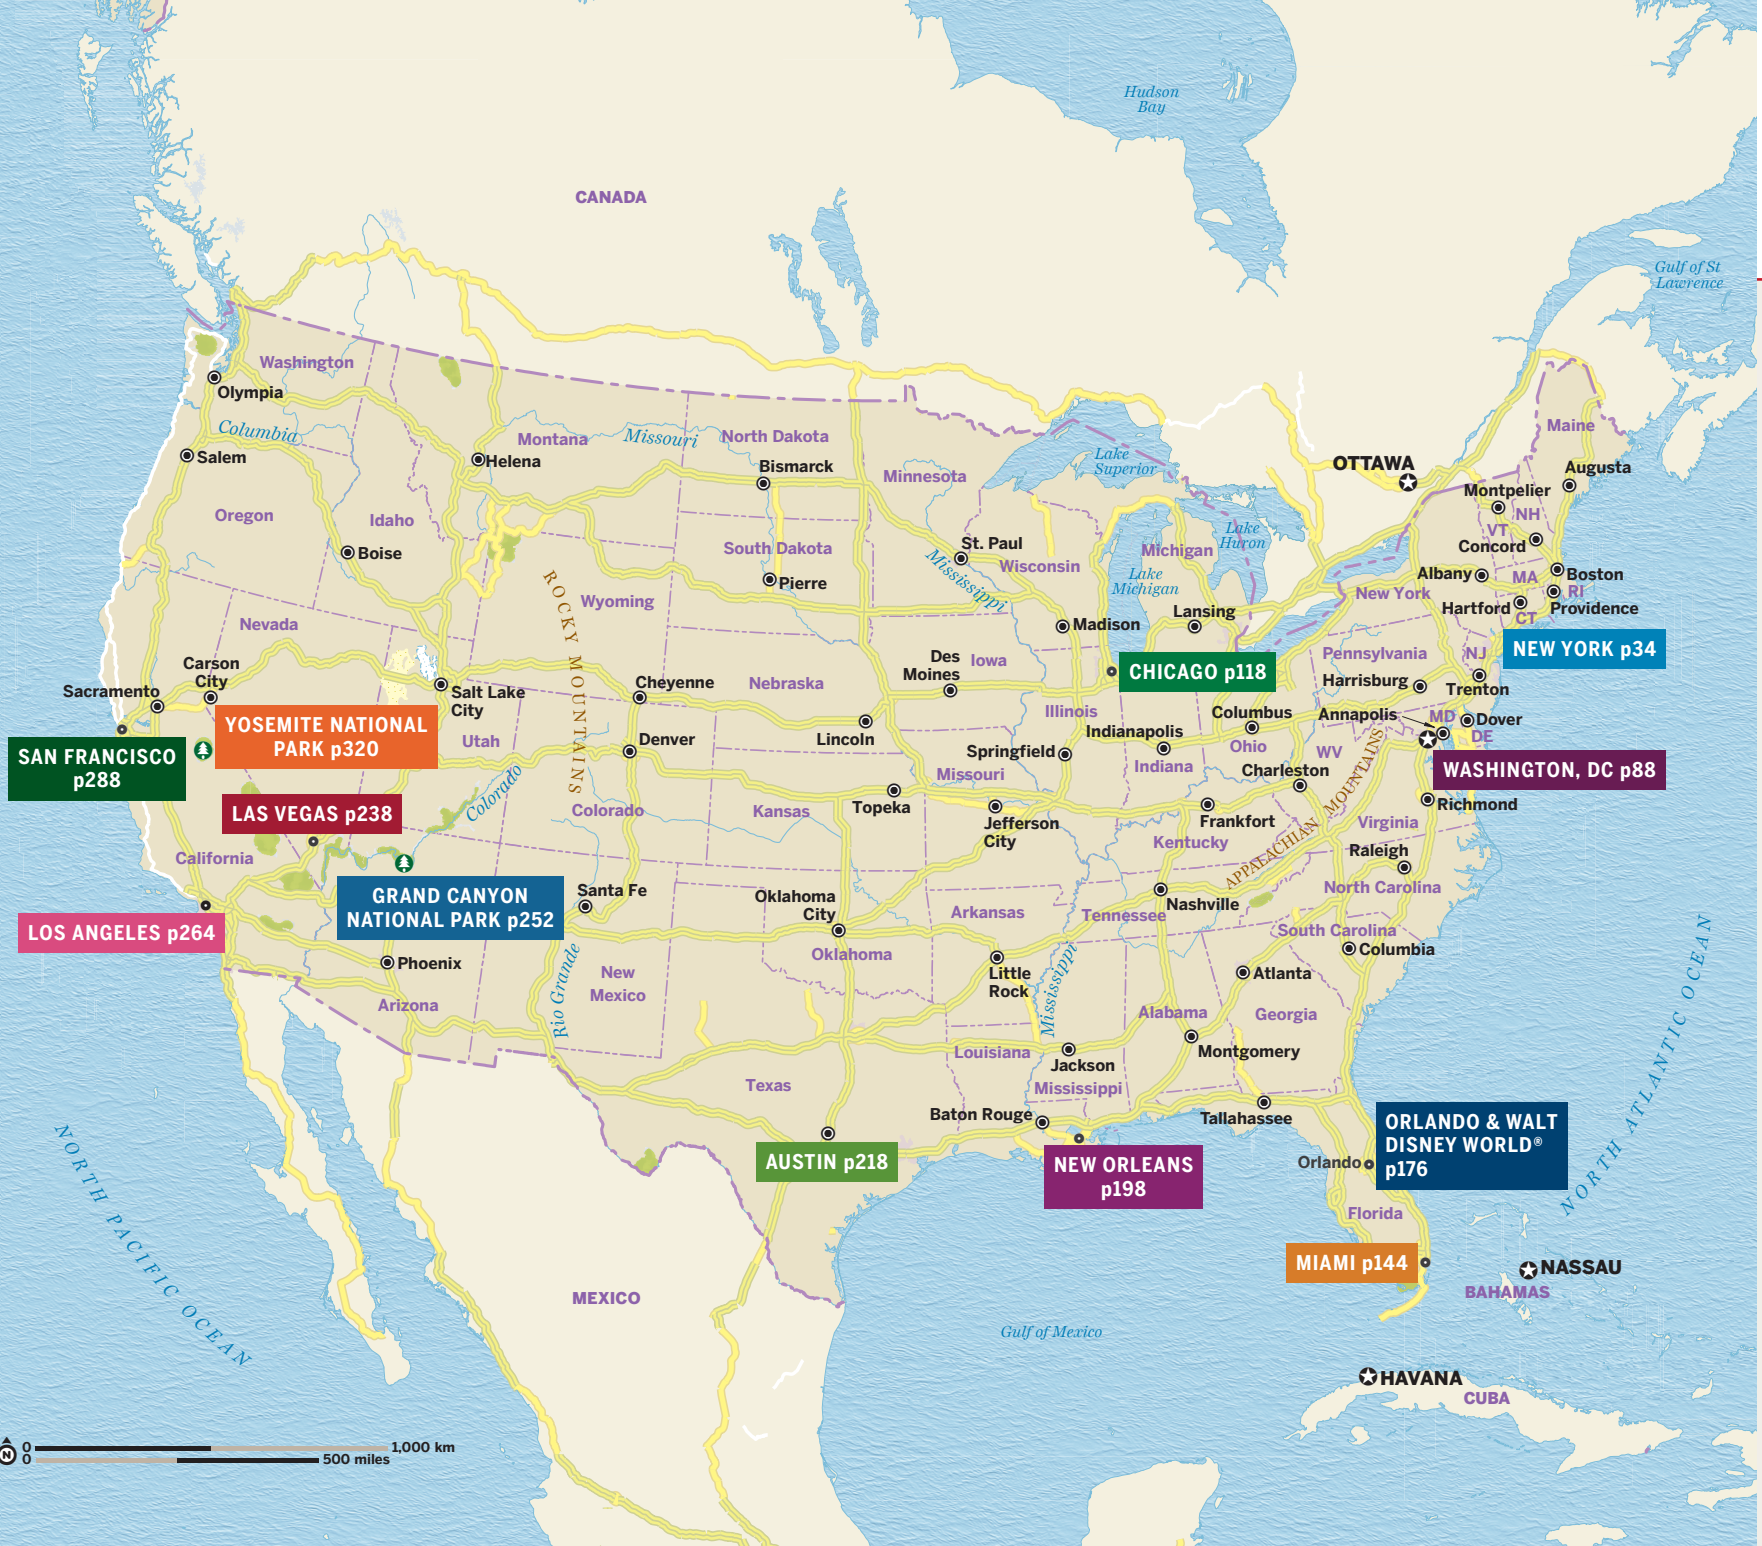 Hudson
Bay
CANADA
Gulf of St
Lawrence
Washington
Olympia
Columbia
Salem
Montana
Missouri
North Dakota
Helena
Bismarck
Minnesota
Lake
Superior
OTTAWA
Maine
Augusta
Montpelier
NH
VT
Concord
Oregon
Idaho
Boise
South Dakota
Pierre
St. Paul
Mississippi
Wisconsin
Michigan
Lake
Huron
Lake
Michigan
Lansing
Albany
MA
Boston
New York
Hartford
RI
Providence
CT
NEW YORK p34
ROCKY MOUNTAINS
Wyoming
Nevada
Madison
Carson
City
Sacramento
Salt Lake
City
Cheyenne
Nebraska
Des
Moines
Iowa
CHICAGO p118
Pennsylvania
NJ
Harrisburg
Trenton
YOSEMITE NATIONAL
PARK p320
SAN FRANCISCO
p288
Utah
Denver
Lincoln
Illinois
Indianapolis
Springfield
Columbus
Annapolis
MD
Dover
DE
Ohio
WV
Indiana
WASHINGTON, DC p88
LAS VEGAS p238
Colorado
Colorado
Kansas
Topeka
Missouri
Jefferson
City
Charleston
Frankfort
Kentucky
APPALACHIAN MOUNTAINS
Richmond
Virginia
Raleigh
California
GRAND CANYON
NATIONAL PARK p252
LOS ANGELES p264
Santa Fe
Oklahoma
City
Oklahoma
Arkansas
Tennessee
Nashville
North Carolina
South Carolina
Columbia
Phoenix
Arizona
Rio Grande
New
Mexico
Little
Rock
Mississippi
Atlanta
Alabama
Georgia
Montgomery
Louisiana
Jackson
Mississippi
Texas
Baton Rouge
Tallahassee
AUSTIN p218
NEW ORLEANS
p198
ORLANDO & WALT
DISNEY WORLD®
p176
Orlando
Florida
MIAMI p144
NASSAU
BAHAMAS
NORTH ATLANTIC OCEAN
NORTH PACIFIC OCEAN
MEXICO
Gulf of Mexico
HAVANA
CUBA
N
0
1,000 km
0
500 miles